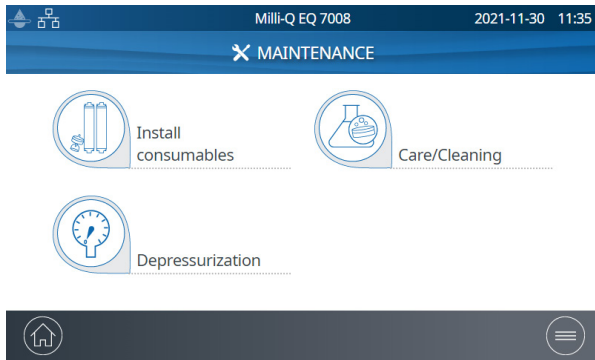 Milli-Q EQ 7008 2021-11-30 11:35
MAINTENANCE
Install
consumables
Care/Cleaning
Depressurization